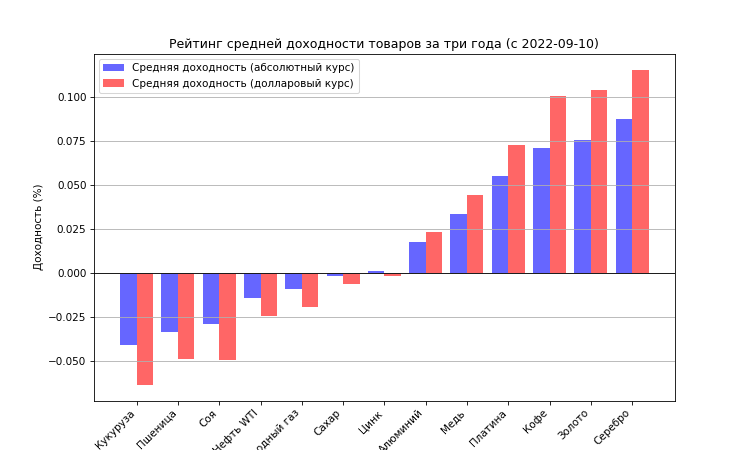 Рейтинг средней доходности товаров за три года (с 2022-09-10)
Средняя доходность (абсолютный курс)
Средняя доходность (долларовый курс)
Доходность (%)
0.100
0.075
0.050
0.025
0.000
−0.025
−0.050
Кукуруза
Пшеница
Соя
Нефть WTI
одный газ
Сахар
Цинк
Алюминий
Медь
Платина
Кофе
Золото
Серебро